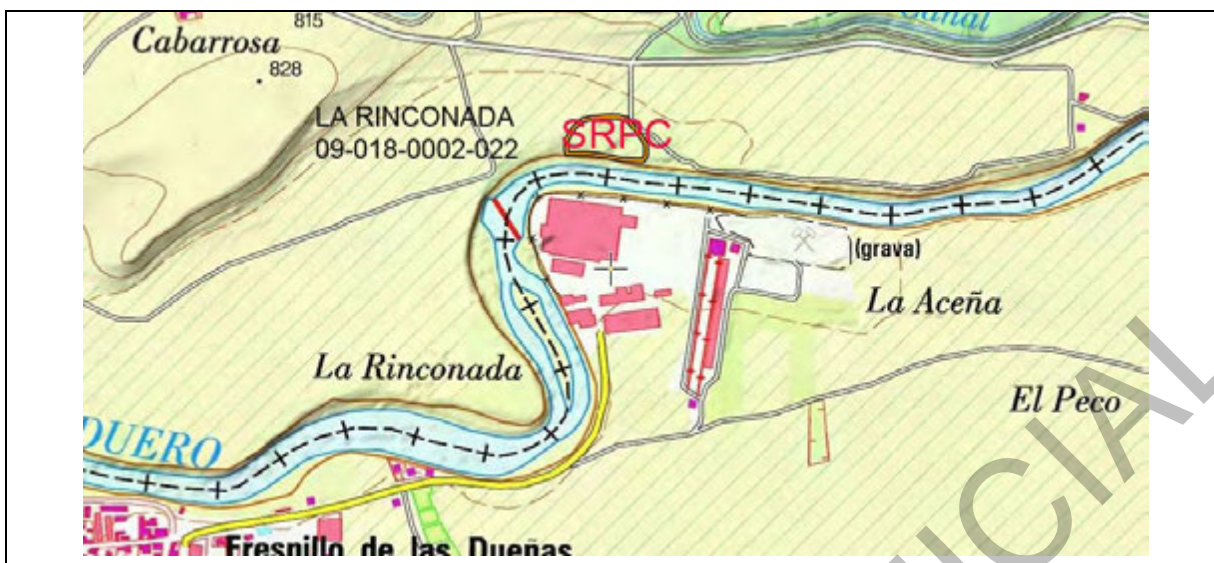 815
Canal
Cabarrosa
828
LA RINCONADA
09-018-0002-022
SRPC
(grava)
La Aceña
La Rinconada
El Peco
DUERO
Fresnillo de las Dueñas